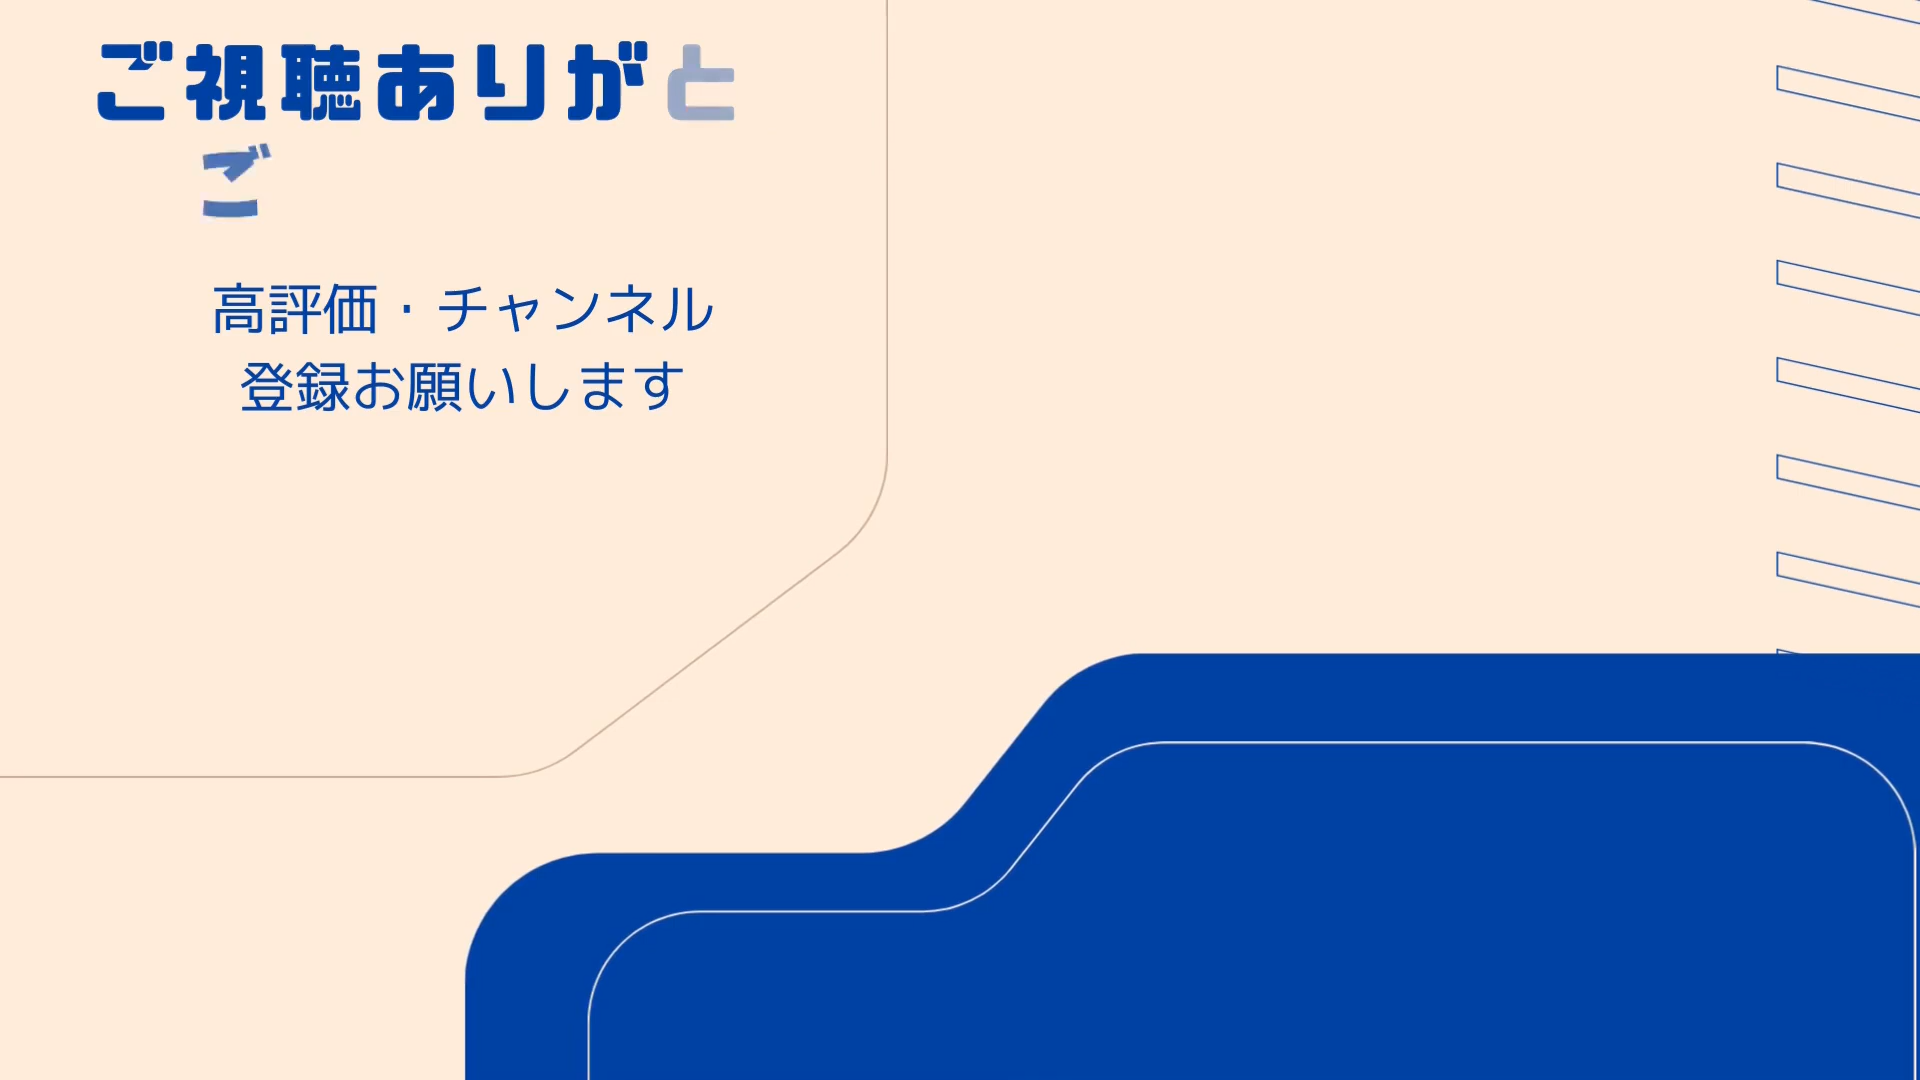 ご視聴ありがと
ご
高評価・チャンネル
登録お願いします